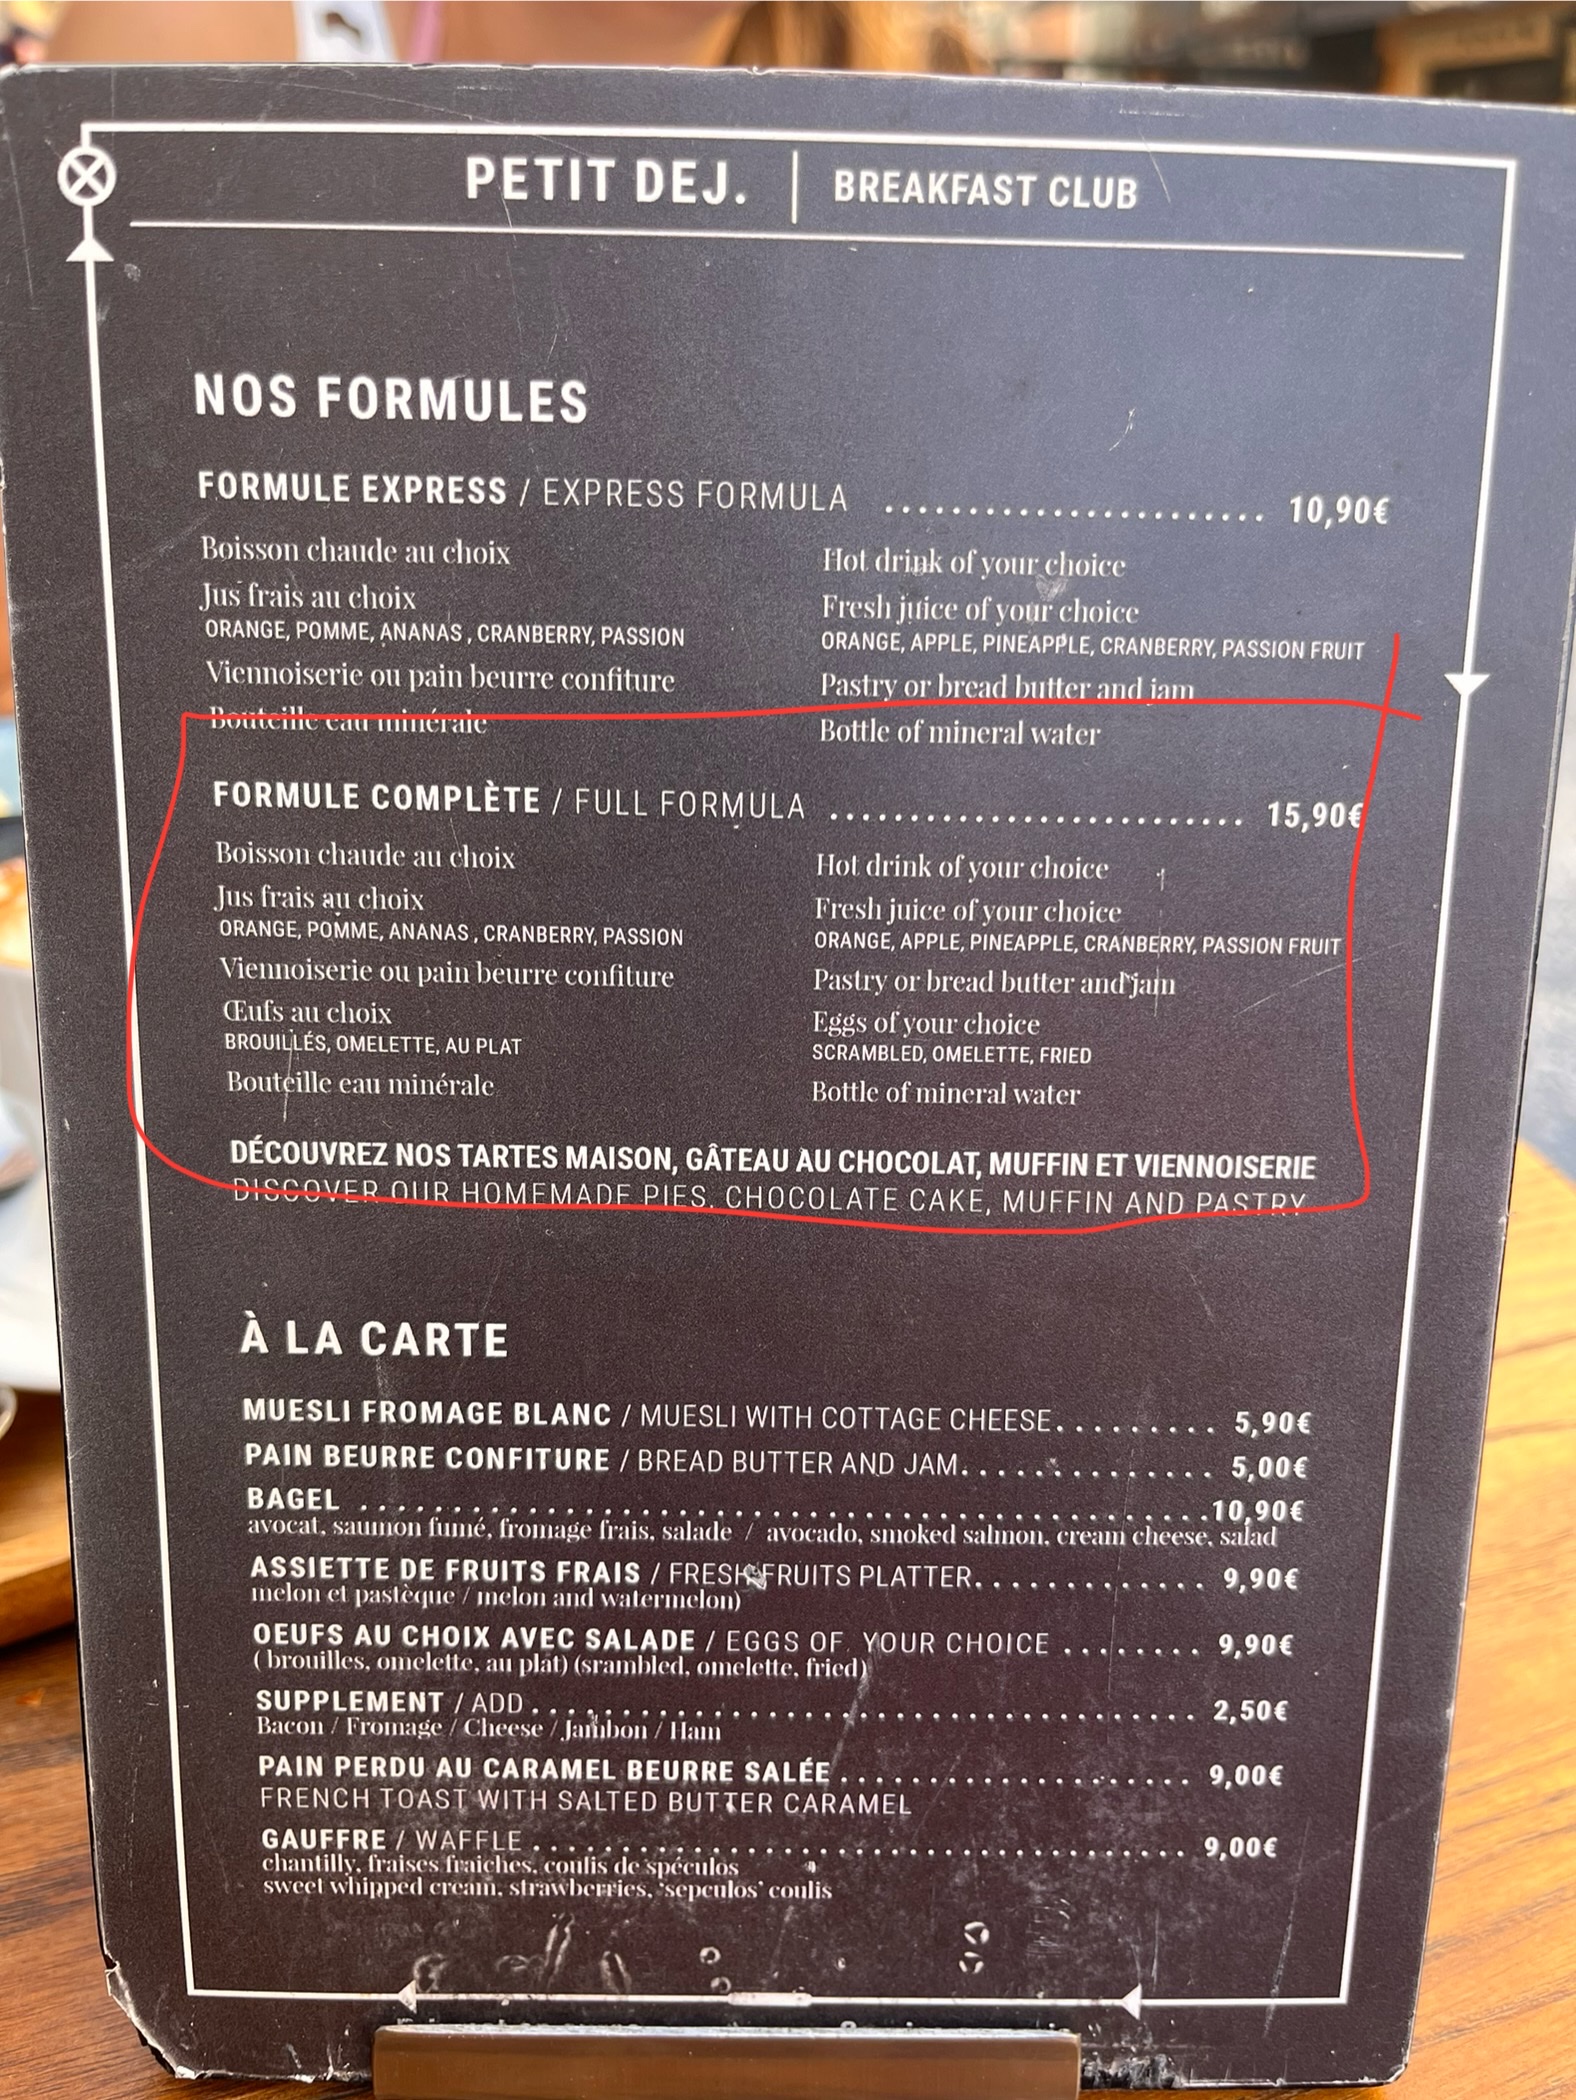 PETIT DEJ. | BREAKFAST CLUB
NOS FORMULES
FORMULE EXPRESS / EXPRESS FORMULA ........................ 10,90€
Boisson chaude au choix
Jus frais au choix
ORANGE, POMME, ANANAS , CRANBERRY, PASSION
Viennoiserie ou pain beurre confiture
Bouteille eau minérale
Hot drink of your choice
Fresh juice of your choice
ORANGE, APPLE, PINEAPPLE, CRANBERRY, PASSION FRUIT
Pastry or bread butter and jam
Bottle of mineral water
FORMULE COMPLÈTE / FULL FORMULA .......................... 15,90€
Boisson chaude au choix
Jus frais au choix
ORANGE, POMME, ANANAS , CRANBERRY, PASSION
Viennoiserie ou pain beurre confiture
Œufs au choix
BROUILLÉS, OMELETTE, AU PLAT
Bouteille eau minérale
Hot drink of your choice
Fresh juice of your choice
ORANGE, APPLE, PINEAPPLE, CRANBERRY, PASSION FRUIT
Pastry or bread butter and jam
Eggs of your choice
SCRAMBLED, OMELETTE, FRIED
Bottle of mineral water
DÉCOUVREZ NOS TARTES MAISON, GÂTEAU AU CHOCOLAT, MUFFIN ET VIENNOISERIE
DISCOVER OUR HOMEMADE PIES, CHOCOLATE CAKE, MUFFIN AND PASTRY
À LA CARTE
MUESLI FROMAGE BLANC / MUESLI WITH COTTAGE CHEESE.......... 5,90€
PAIN BEURRE CONFITURE / BREAD BUTTER AND JAM................ 5,00€
BAGEL ..................................................10,90€
avocat, saumon fumé, fromage frais, salade / avocado, smoked salmon, cream cheese, salad
ASSIETTE DE FRUITS FRAIS / FRESH FRUITS PLATTER.............. 9,90€
melon et pastèque / melon and watermelon)
OEUFS AU CHOIX AVEC SALADE / EGGS OF YOUR CHOICE ........ 9,90€
( brouilles, omelette, au plat) (srambled, omelette, fried)
SUPPLEMENT / ADD ........................................ 2,50€
Bacon / Fromage / Cheese / Jambon / Ham
PAIN PERDU AU CARAMEL BEURRE SALÉE ..................... 9,00€
FRENCH TOAST WITH SALTED BUTTER CARAMEL
GAUFFRE / WAFFLE ........................................ 9,00€
chantilly, fraises fraiches, coulis de spéculos
sweet whipped cream, strawberries, 'sepculos' coulis